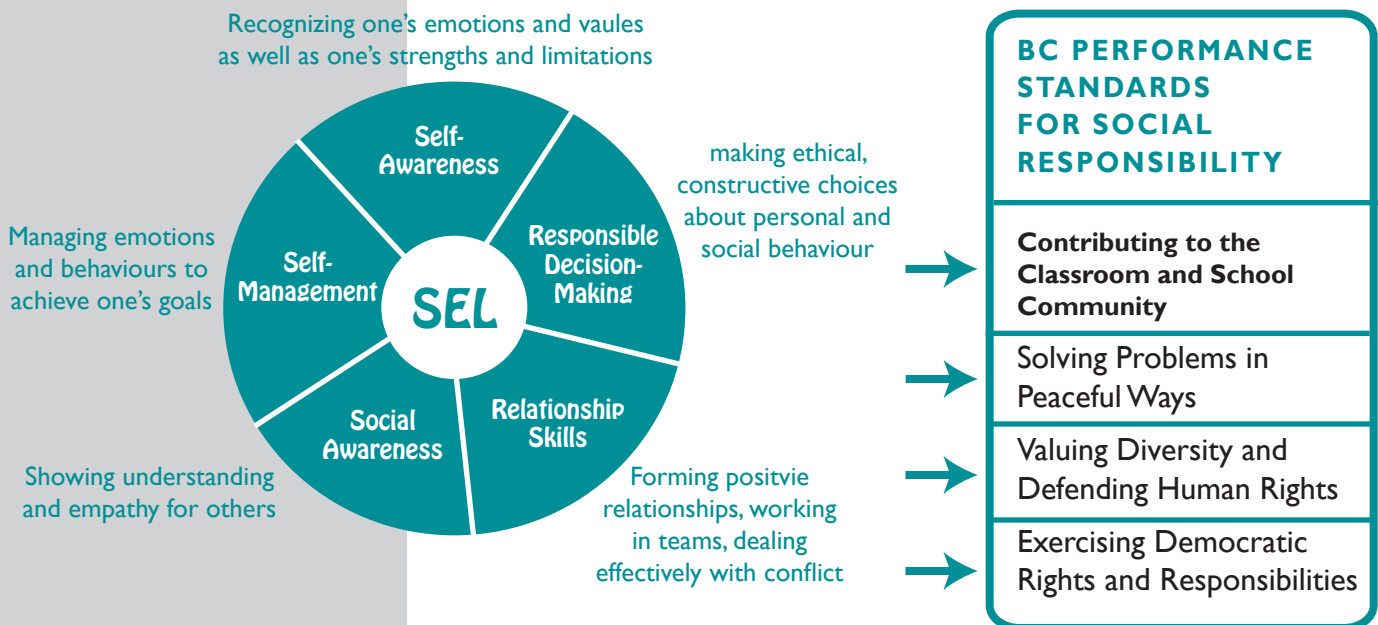 Recognizing one’s emotions and vaules
as well as one’s strengths and limitations
Self-
Awareness
making ethical,
constructive choices
about personal and
social behaviour
Responsible
Decision-
Making
Managing emotions
and behaviours to
achieve one’s goals
Self-
Management
SEL
Social
Awareness
Relationship
Skills
Showing understanding
and empathy for others
Forming positvie
relationships, working
in teams, dealing
effectively with conflict
BC PERFORMANCE
STANDARDS
FOR SOCIAL
RESPONSIBILITY
Contributing to the
Classroom and School
Community
Solving Problems in
Peaceful Ways
Valuing Diversity and
Defending Human Rights
Exercising Democratic
Rights and Responsibilities